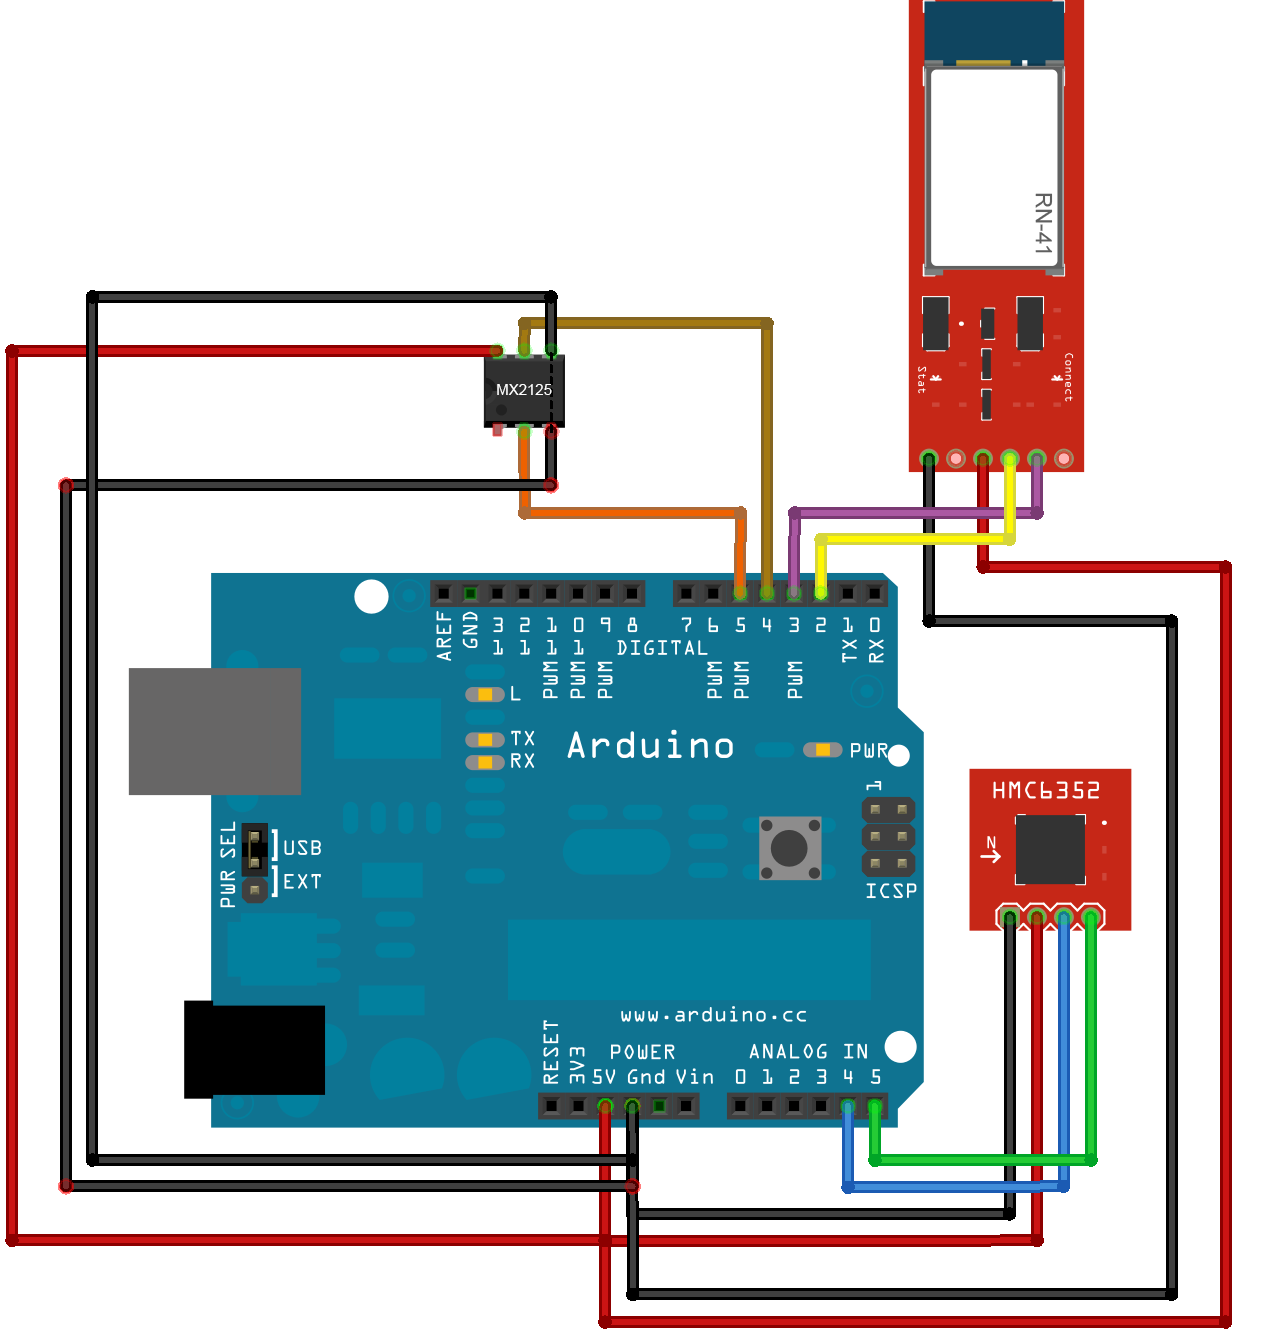 RN-41
Stat
Connect
MX2125
AREF
GND
13
12
11
10
9
8
7
6
5
4
3
2
1
0
DIGITAL
PWM
PWM
PWM
PWM
PWM
PWM
TX
RX
L
TX
RX
Arduino
PWR
1
ICSP
PWR SEL
USB
EXT
HMC6352
N
www.arduino.cc
POWER
ANALOG IN
RESET
3V3
5V Gnd Vin
0 1 2 3 4 5